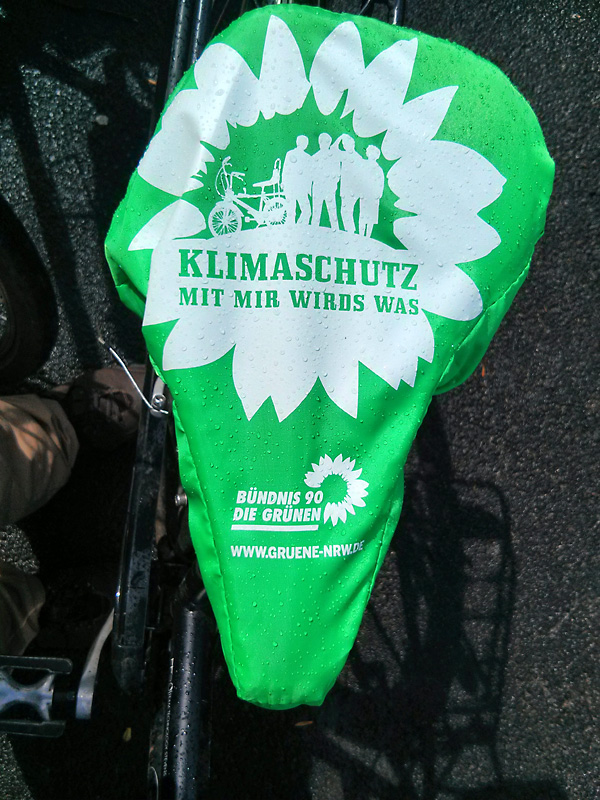 KLIMASCHUTZ
MIT MIR WIRDS WAS
BÜNDNIS 90
DIE GRÜNEN
WWW.GRUENE-NRW.DE